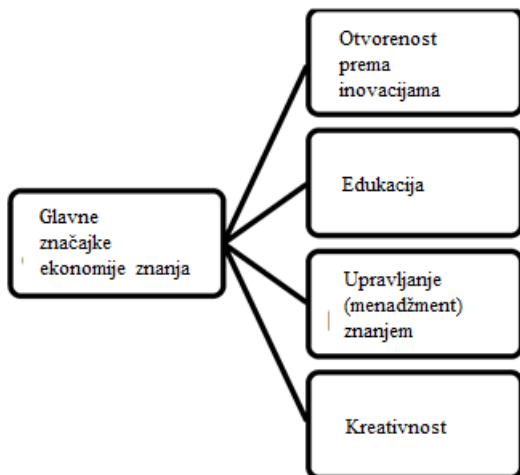 Glavne
značajke
ekonomije znanja
Otvorenost
prema
inovacijama
Edukacija
Upravljanje
(menadžment)
znanjem
Kreativnost